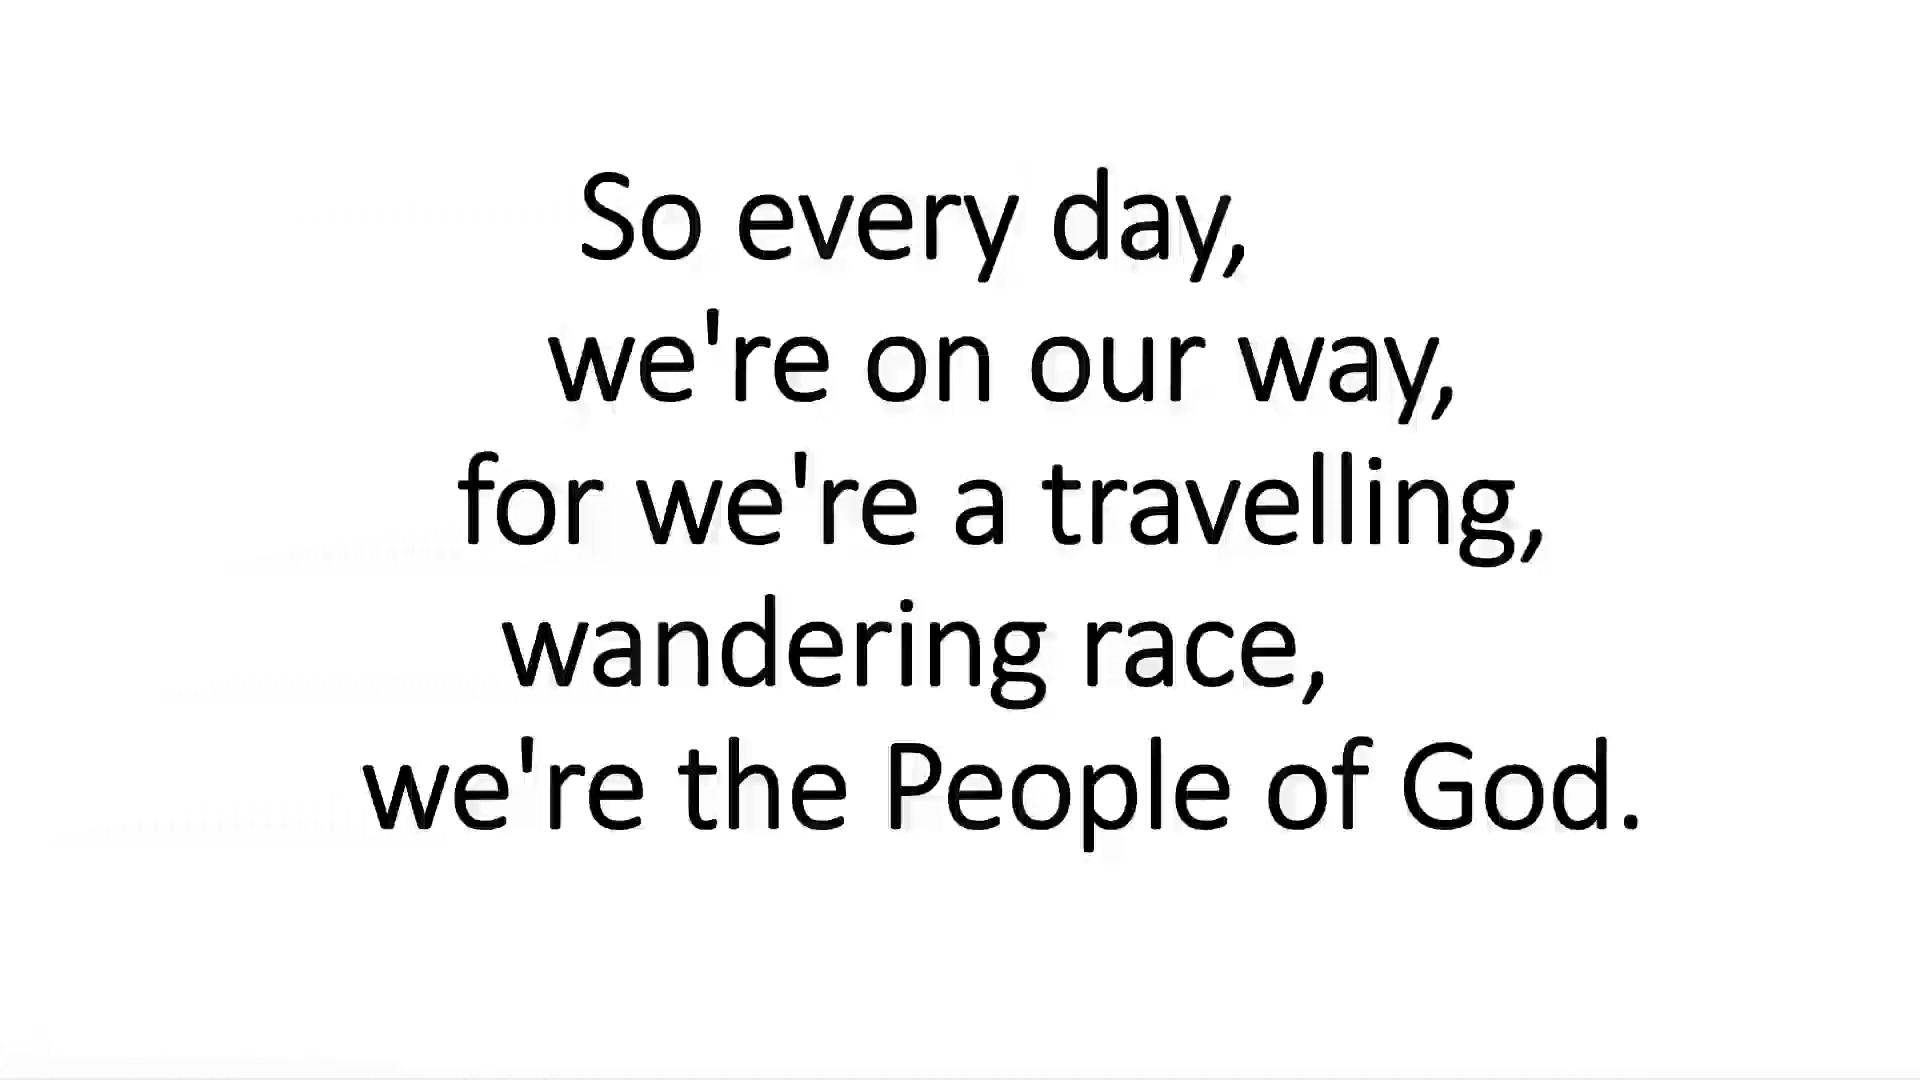 So every day,
we're on our way,
for we're a travelling,
wandering race,
we're the People of God.